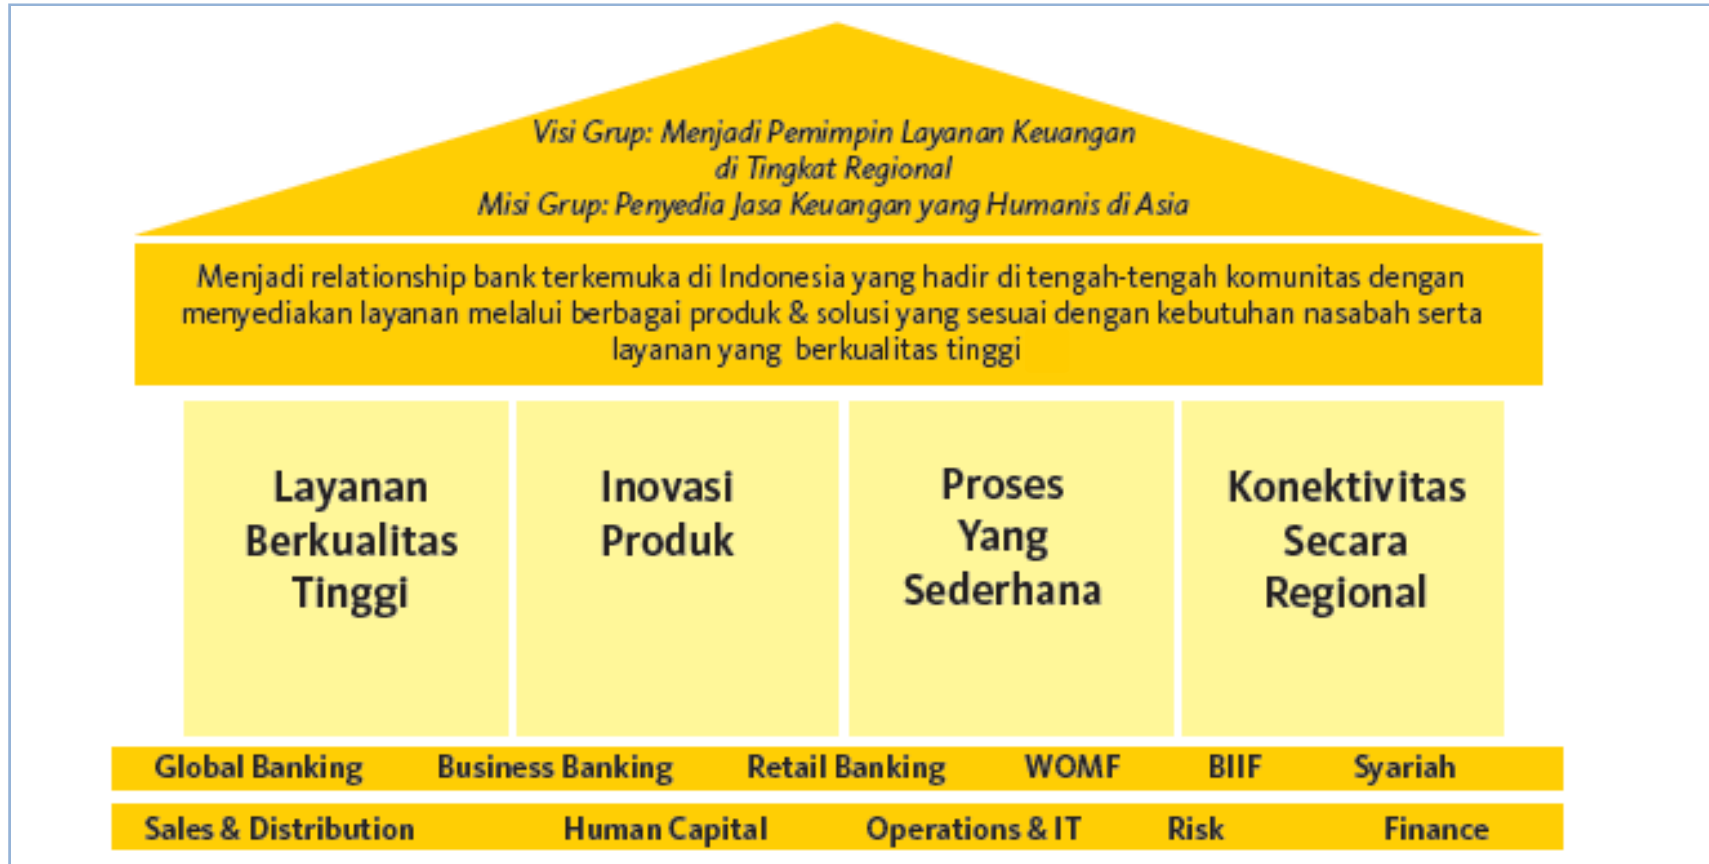 Visi Grup: Menjadi Pemimpin Layanan Keuangan
di Tingkat Regional
Misi Grup: Penyedia Jasa Keuangan yang Humanis di Asia
Menjadi relationship bank terkemuka di Indonesia yang hadir di tengah-tengah komunitas dengan
menyediakan layanan melalui berbagai produk & solusi yang sesuai dengan kebutuhan nasabah serta
layanan yang berkualitas tinggi
Layanan
Berkualitas
Tinggi
Inovasi
Produk
Proses
Yang
Sederhana
Konektivitas
Secara
Regional
Global Banking Business Banking Retail Banking WOMF BIIF Syariah
Sales & Distribution Human Capital Operations & IT Risk Finance